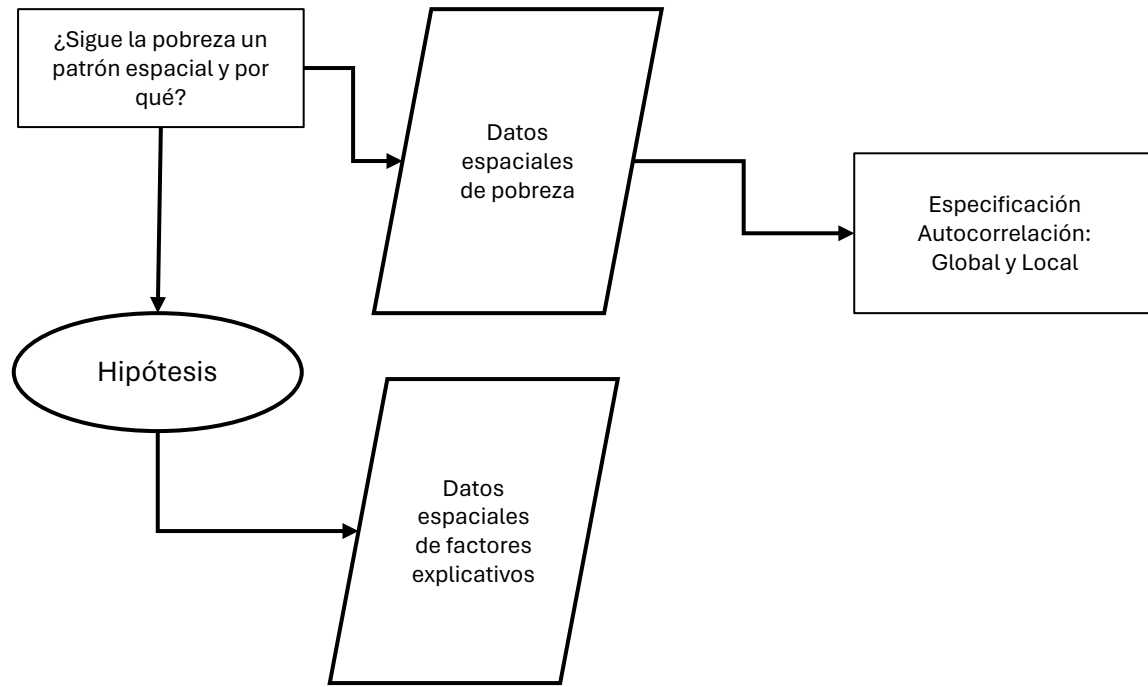 ¿Sigue la pobreza un
patrón espacial y por
qué?
Datos
espaciales
de pobreza
Especificación
Autocorrelación:
Global y Local
Hipótesis
Datos
espaciales
de factores
explicativos